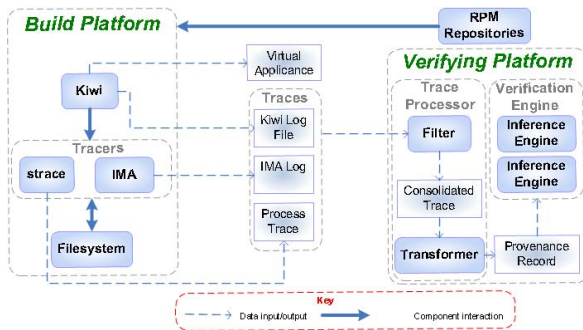 Build Platform
RPM
Repositories
Virtual
Applicance
Verifying Platform
Kiwi
Traces
Trace
Processor
Verification
Engine
Kiwi Log
File
Filter
Inference
Engine
Tracers
strace
IMA
IMA Log
Inference
Engine
Consolidated
Trace
Process
Trace
Filesystem
Transformer
Provenance
Record
Key
Data input/output
Component interaction